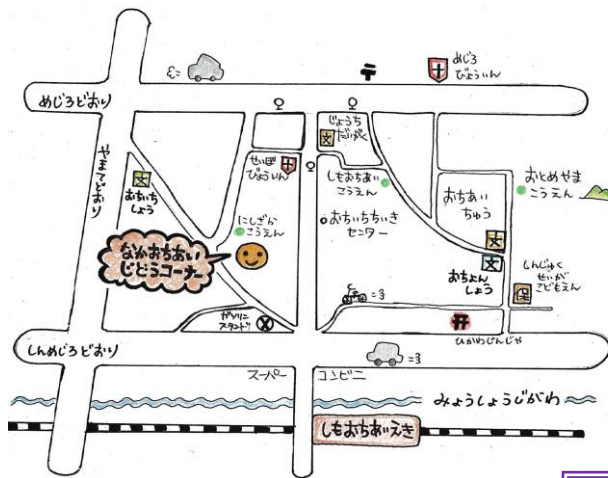 めじろ
びょういん
めじろどおり
じょうち
だいがく
やまてどおり
せいぼ
びょういん
しもおちあい
こうえん
おとめやま
こうえん
おちいち
しょう
おちあい
ちゅう
にしざか
こうえん
おちあいちいき
センター
なかおちあい
じどうコーナー
おちよん
しょう
しんじゅく
せいが
こどもえん
ガソリン
スタンド
ひかわじんじゃ
しんめじろどおり
スーパー
コンビニ
みょうしょうじがわ
しもおちあいえき